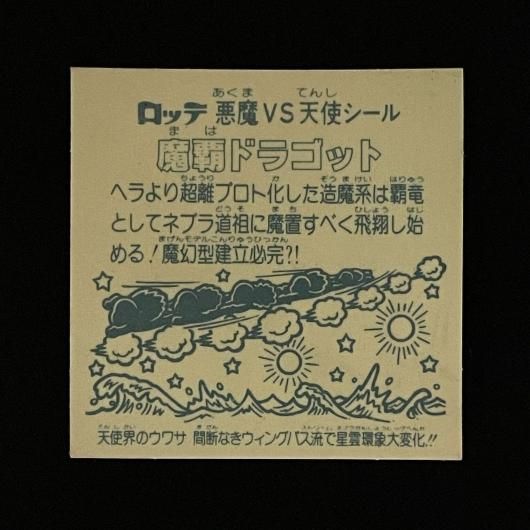 ロッテ 悪魔VS天使シール
魔覇ドラゴット
ヘラより超離プロト化した造魔系は覇竜
としてネブラ道祖に魔置すべく飛翔し始
める！魔幻型建立必完?!
天使界のウワサ 間断なきウィングパス流で星雲環象大変化!!